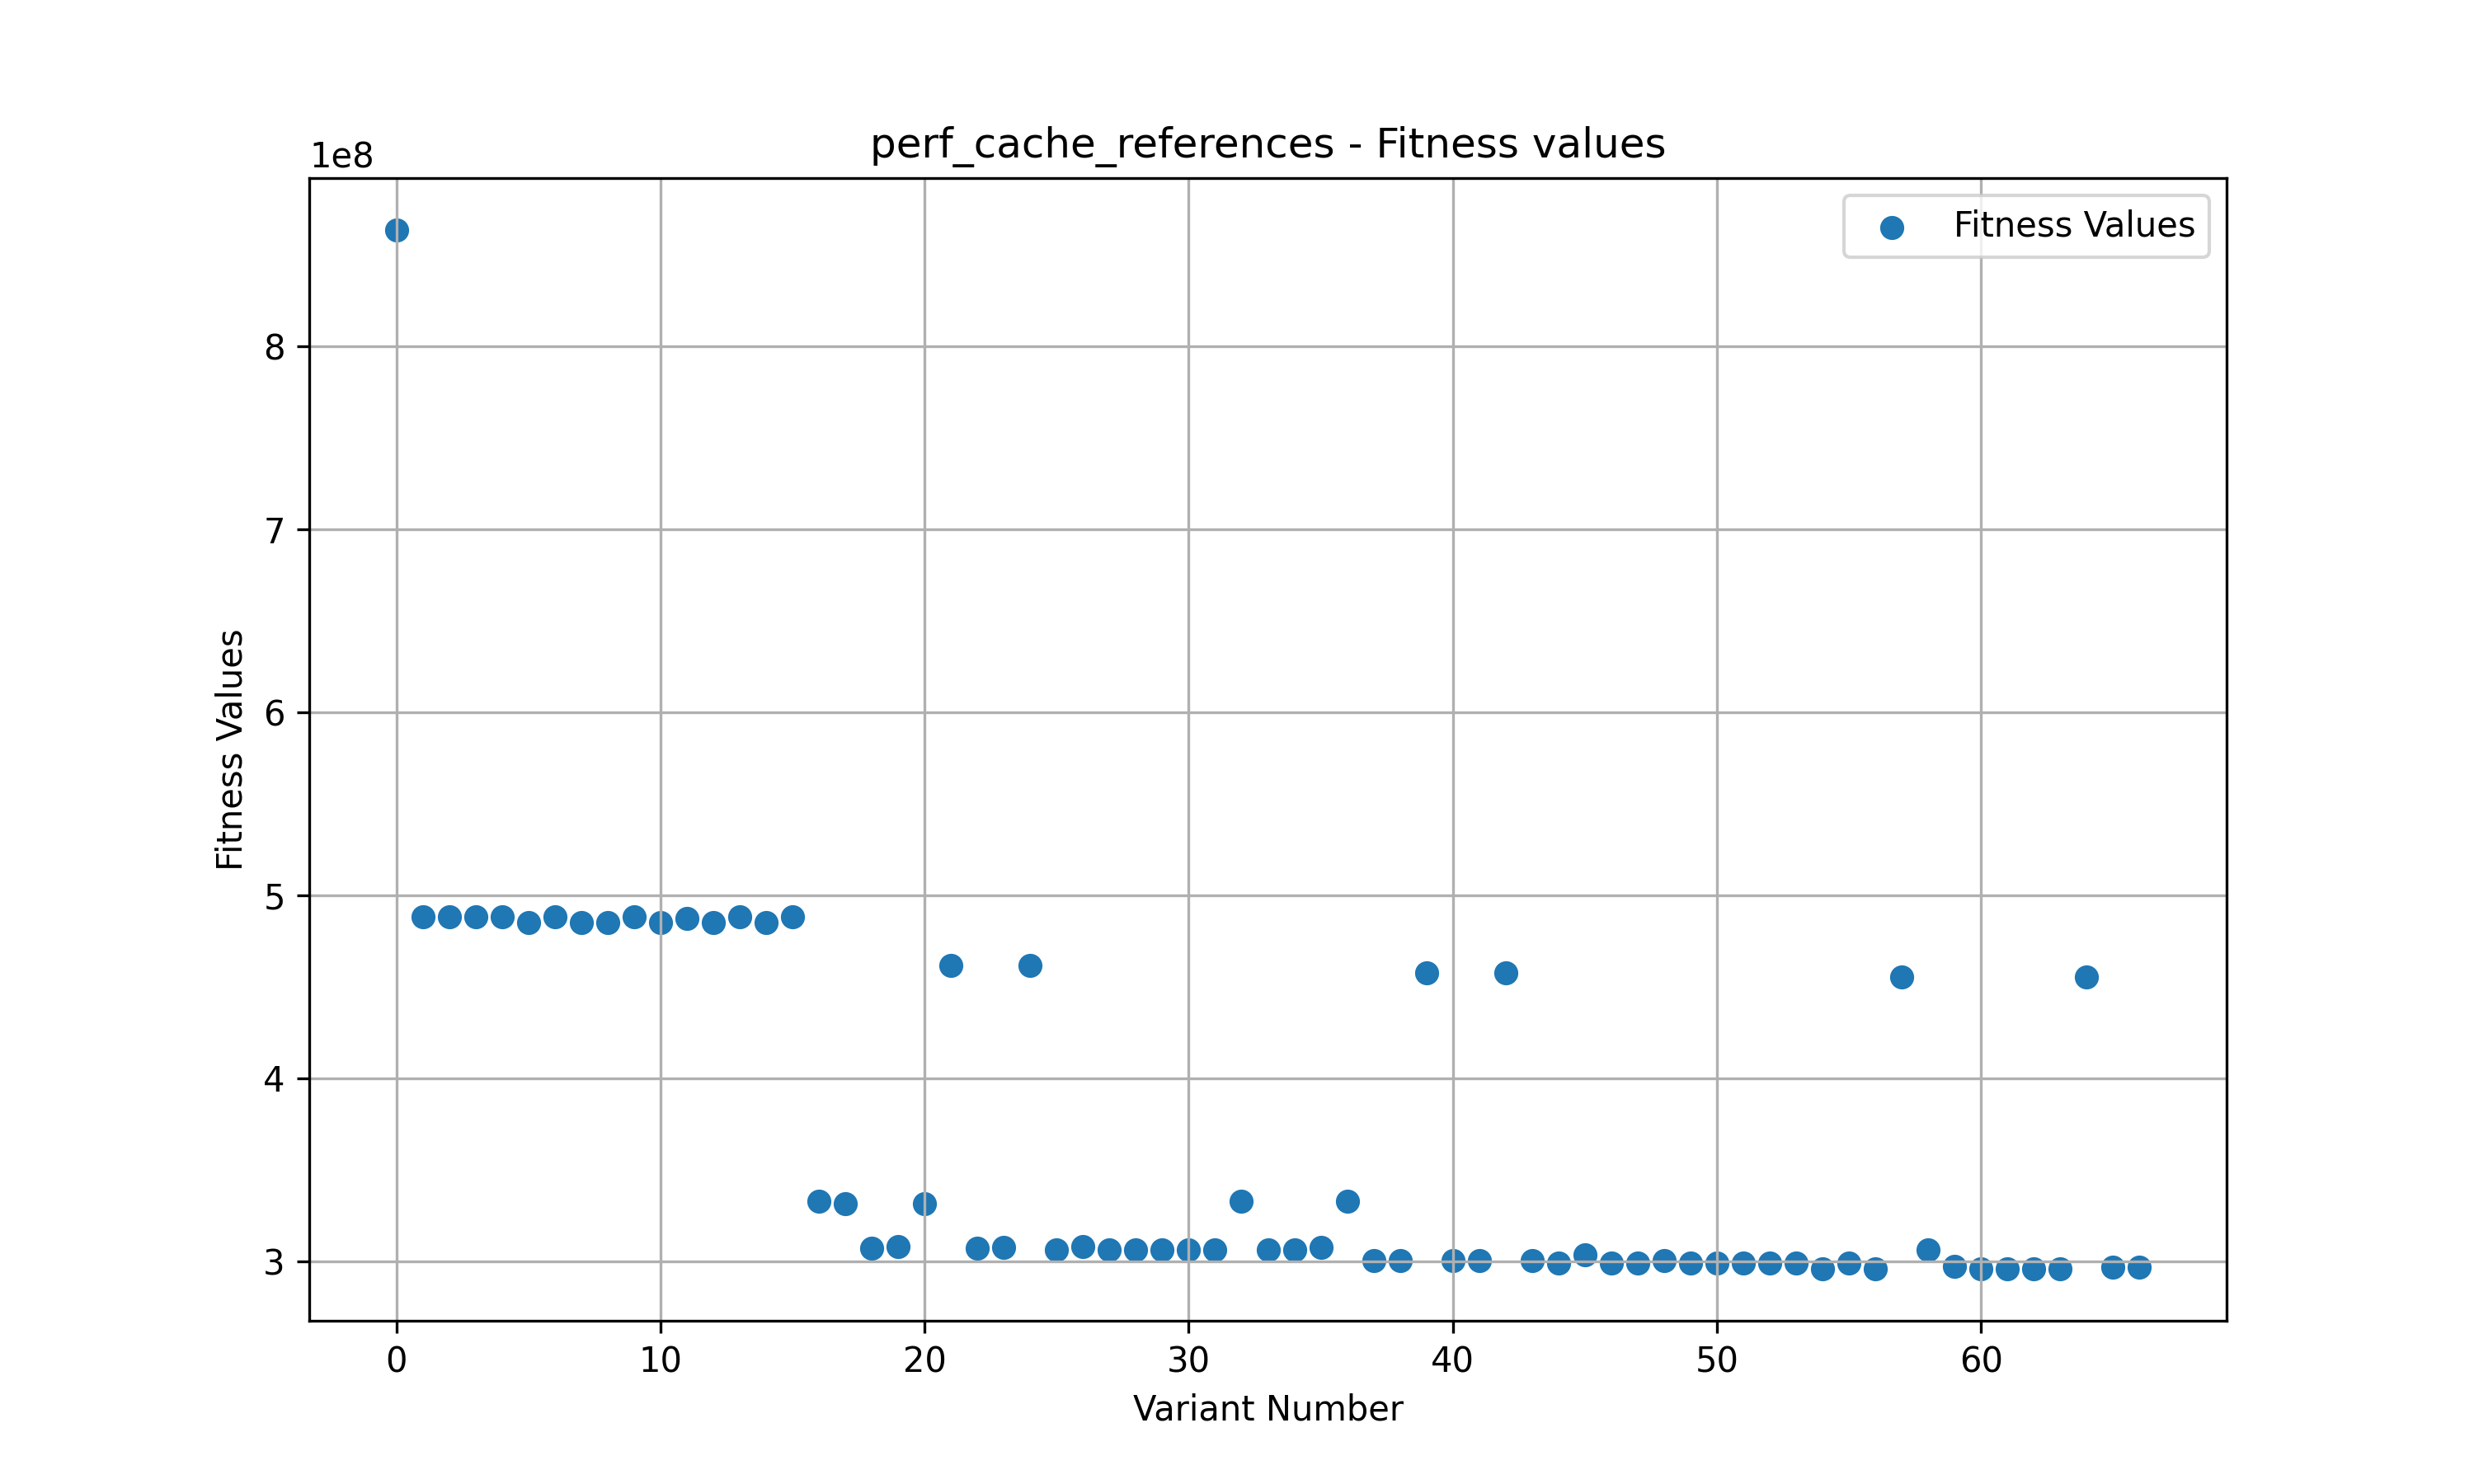 perf_cache_references - Fitness values
1e8
Fitness Values
8
7
6
5
4
3
Fitness Values
0 10 20 30 40 50 60
Variant Number